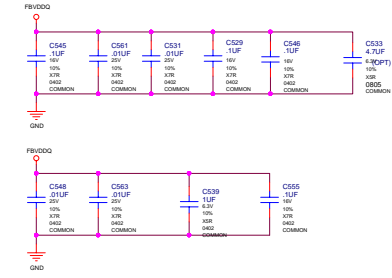 FBVDDQ
C545
.1UF
16V
10%
X7R
0402
COMMON
C561
.01UF
25V
10%
X7R
0402
COMMON
C531
.01UF
25V
10%
X7R
0402
COMMON
C529
.1UF
16V
10%
X7R
0402
COMMON
C546
.1UF
16V
10%
X7R
0402
COMMON
C533
4.7UF
6.3V (OPT)
10%
X5R
0805
COMMON
GND
FBVDDQ
C548
.01UF
25V
10%
X7R
0402
COMMON
C563
.01UF
25V
10%
X7R
0402
COMMON
C539
1UF
6.3V
10%
X5R
0402
COMMON
C555
.1UF
16V
10%
X7R
0402
COMMON
GND